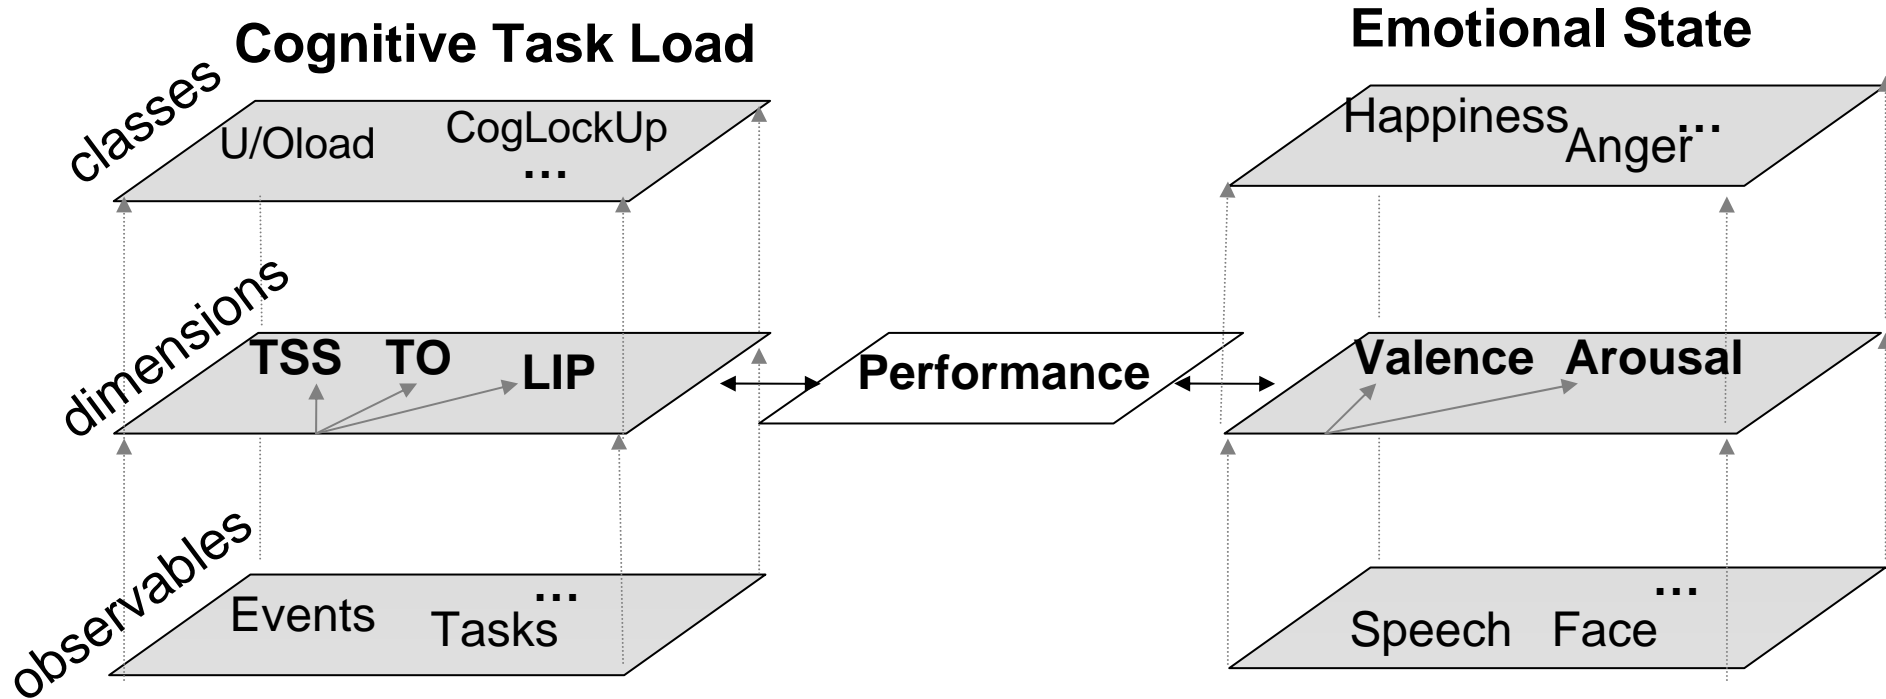 Cognitive Task Load
Emotional State
classes
U/Oload
CogLockUp
...
Happiness
Anger
...
dimensions
TSS TO LIP
Performance
Valence Arousal
observables
Events
Tasks
...
Speech Face
...